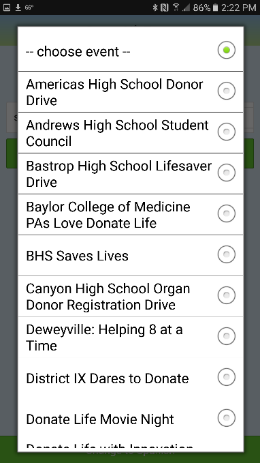 66°
86% 2:22 PM
-- choose event --
Americas High School Donor
Drive
Andrews High School Student
Council
Bastrop High School Lifesaver
Drive
Baylor College of Medicine
PAs Love Donate Life
BHS Saves Lives
Canyon High School Organ
Donor Registration Drive
Deweyville: Helping 8 at a
Time
District IX Dares to Donate
Donate Life Movie Night
Donate Life with Innovation